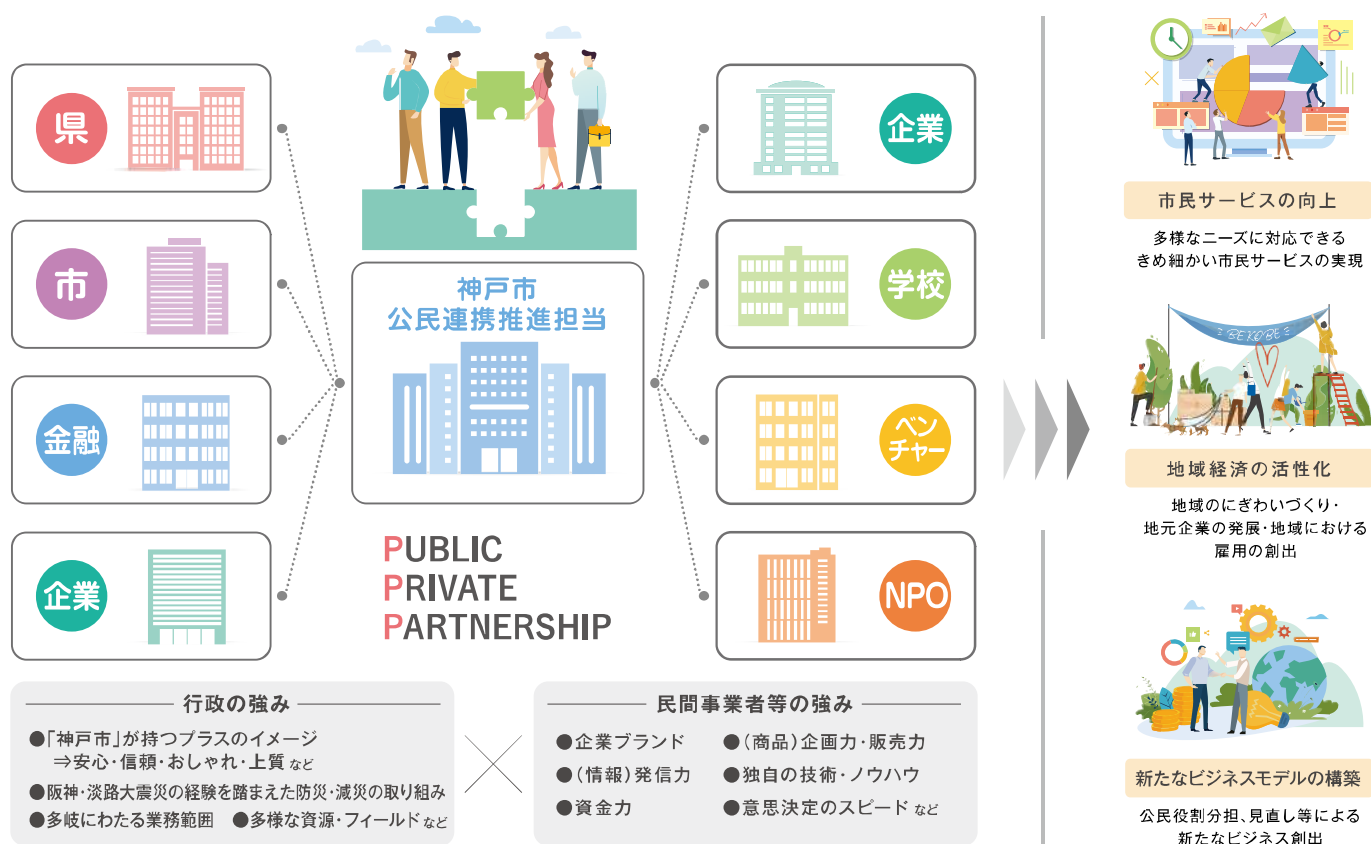 県
市
金融
企業
神戸市
公民連携推進担当
PUBLIC
PRIVATE
PARTNERSHIP
企業
学校
ベン
チャー
NPO
行政の強み
●「神戸市」が持つプラスのイメージ
⇒安心・信頼・おしゃれ・上質 など
●阪神・淡路大震災の経験を踏まえた防災・減災の取り組み
●多岐にわたる業務範囲 ●多様な資源・フィールド など
民間事業者等の強み
●企業ブランド ●(商品)企画力・販売力
●(情報)発信力 ●独自の技術・ノウハウ
●資金力 ●意思決定のスピード など
市民サービスの向上
多様なニーズに対応できる
きめ細かい市民サービスの実現
BE KOBE
地域経済の活性化
地域のにぎわいづくり・
地元企業の発展・地域における
雇用の創出
新たなビジネスモデルの構築
公民役割分担、見直し等による
新たなビジネス創出